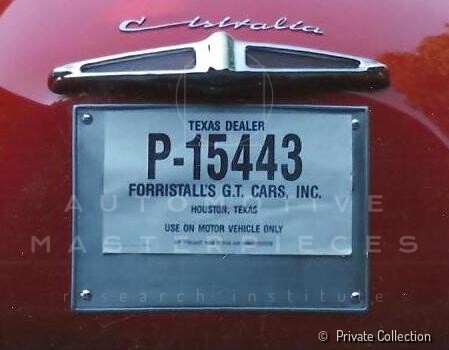 Cisitalia
TEXAS DEALER
P-15443
FORRISTALL'S G.T. CARS, INC.
HOUSTON, TEXAS
USE ON MOTOR VEHICLE ONLY
AUTOMOTIVE
MASTERPIECES
research institute
© Private Collection